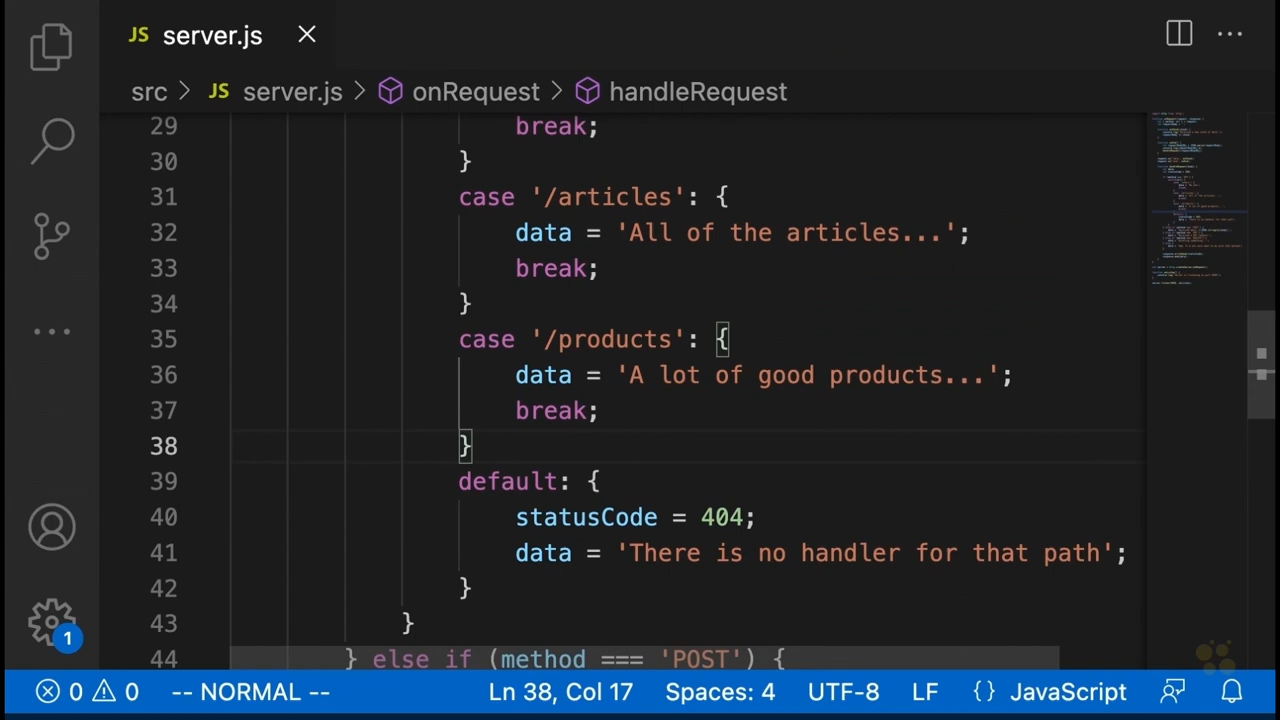 JS server.js
src > JS server.js > onRequest > handleRequest
29 break;
30 }
31 case '/articles': {
32 data = 'All of the articles...';
33 break;
34 }
35 case '/products': {
36 data = 'A lot of good products...';
37 break;
38 }
39 default: {
40 statusCode = 404;
41 data = 'There is no handler for that path';
42 }
43 }
44 } else if (method === 'POST') {
1
0 0 -- NORMAL -- Ln 38, Col 17 Spaces: 4 UTF-8 LF {} JavaScript